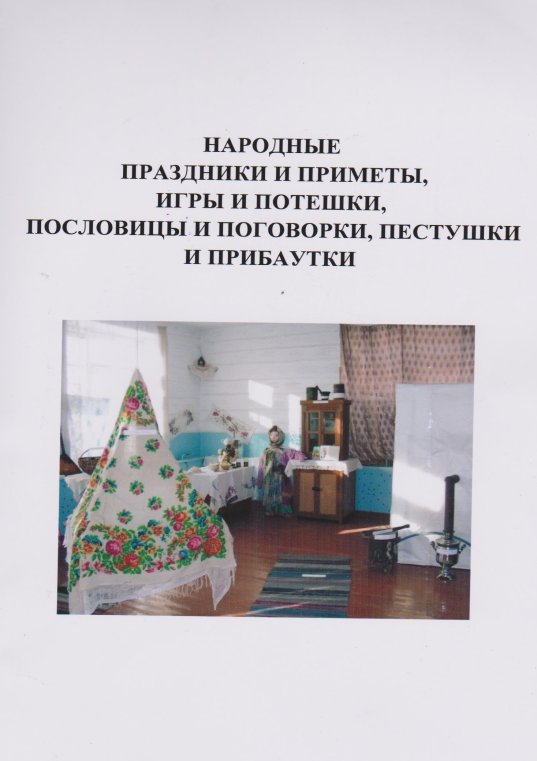 НАРОДНЫЕ
ПРАЗДНИКИ И ПРИМЕТЫ,
ИГРЫ И ПОТЕШКИ,
ПОСЛОВИЦЫ И ПОГОВОРКИ, ПЕСТУШКИ
И ПРИБАУТКИ